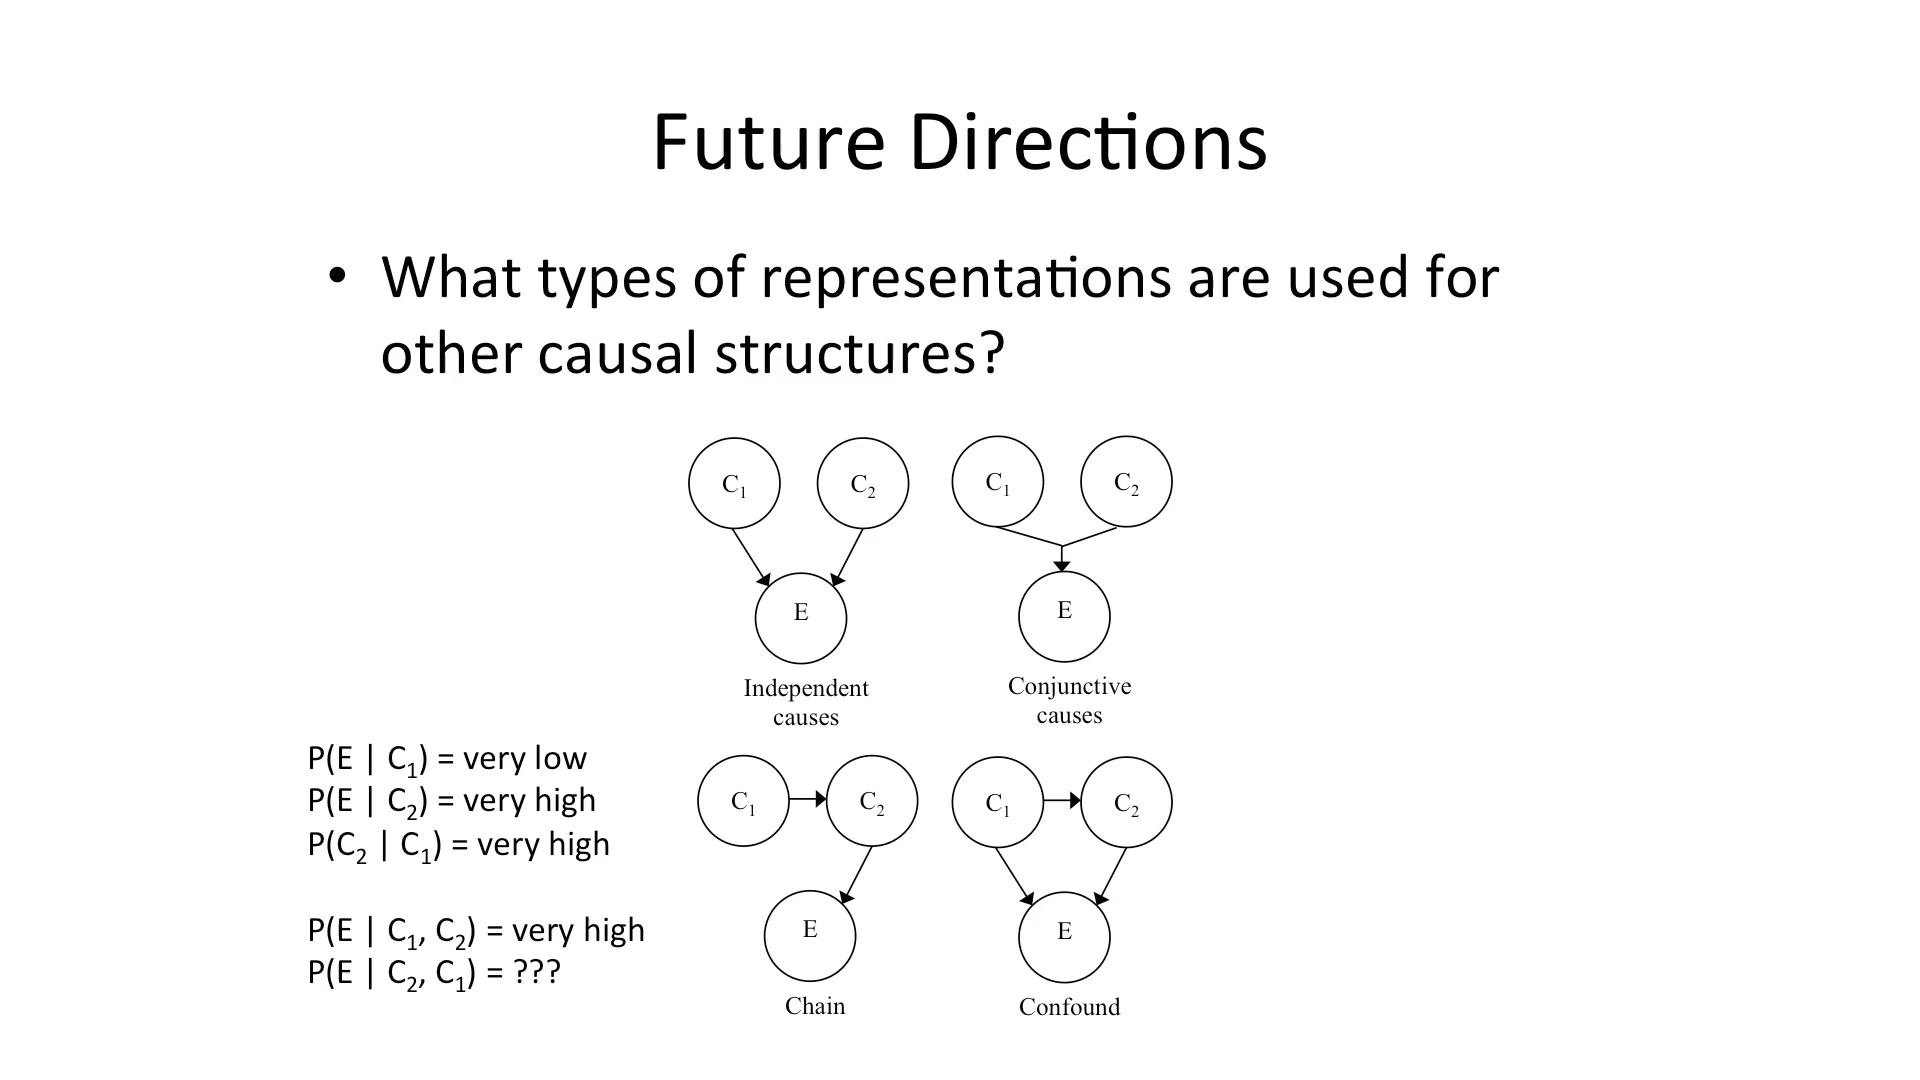 Future Directions
• What types of representations are used for
other causal structures?
C₁ C₂ C₁ C₂
E E
Independent
causes
Conjunctive
causes
P(E | C₁) = very low
P(E | C₂) = very high
P(C₂ | C₁) = very high
C₁ C₂ C₁ C₂
P(E | C₁, C₂) = very high
P(E | C₂, C₁) = ???
E E
Chain
Confound